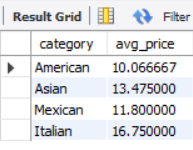 Result Grid Filter
category avg_price
American 10.066667
Asian 13.475000
Mexican 11.800000
Italian 16.750000